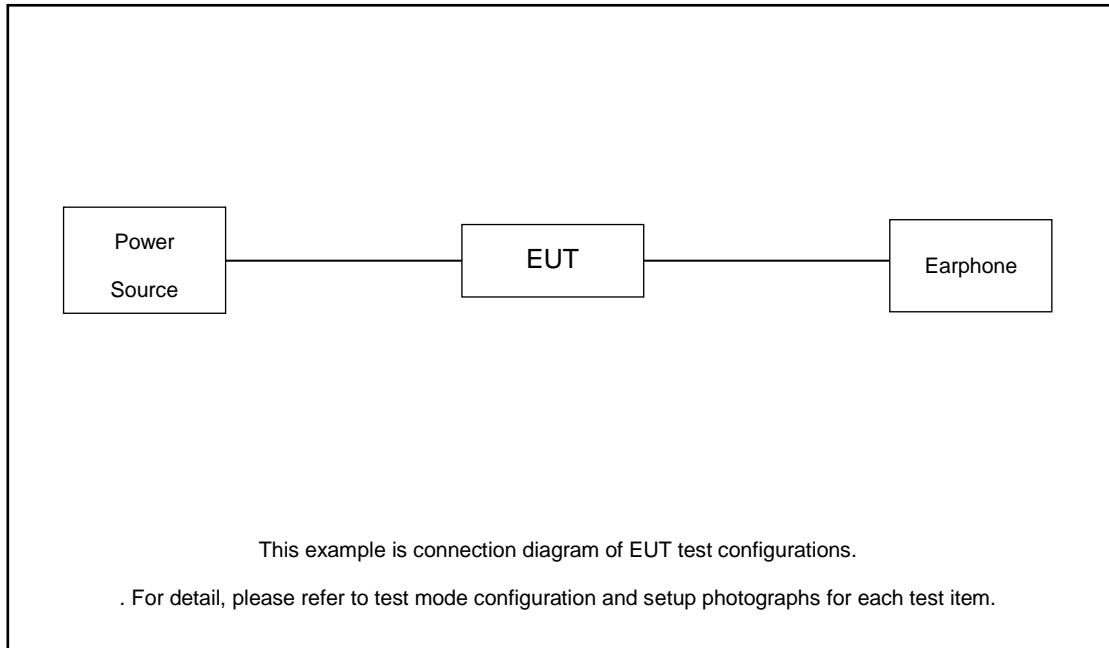 Power
Source
EUT
Earphone
This example is connection diagram of EUT test configurations.
. For detail, please refer to test mode configuration and setup photographs for each test item.